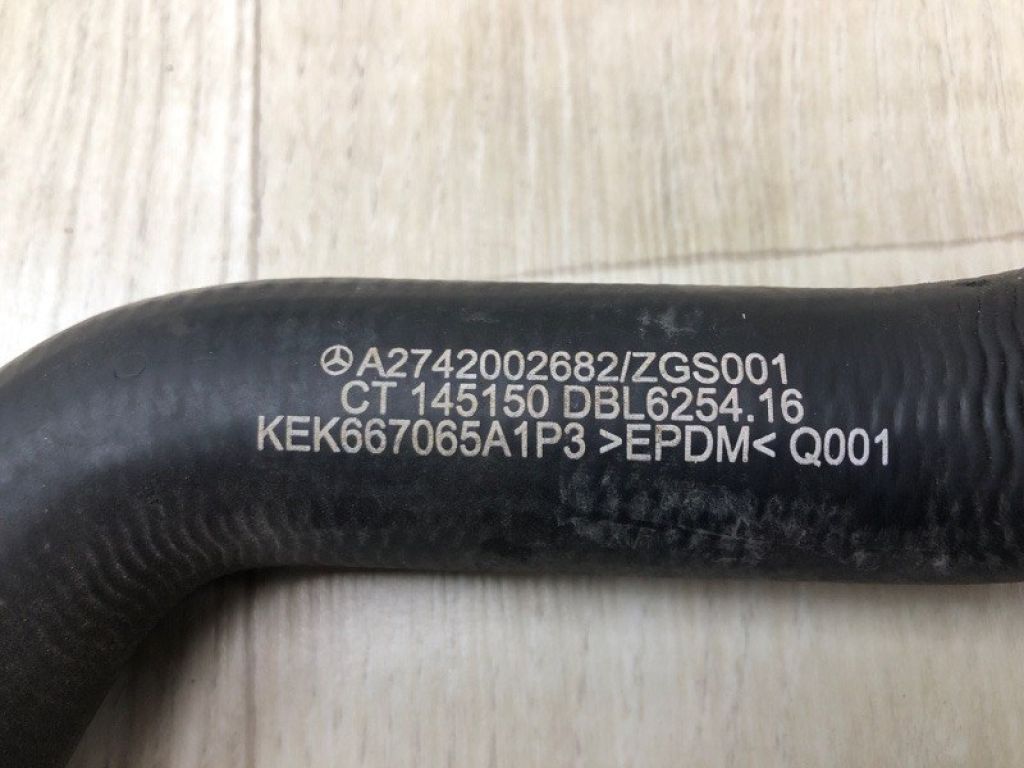 A2742002682/ZGS001
CT 145150 DBL6254.16
KEK667065A1P3 >EPDM< Q001